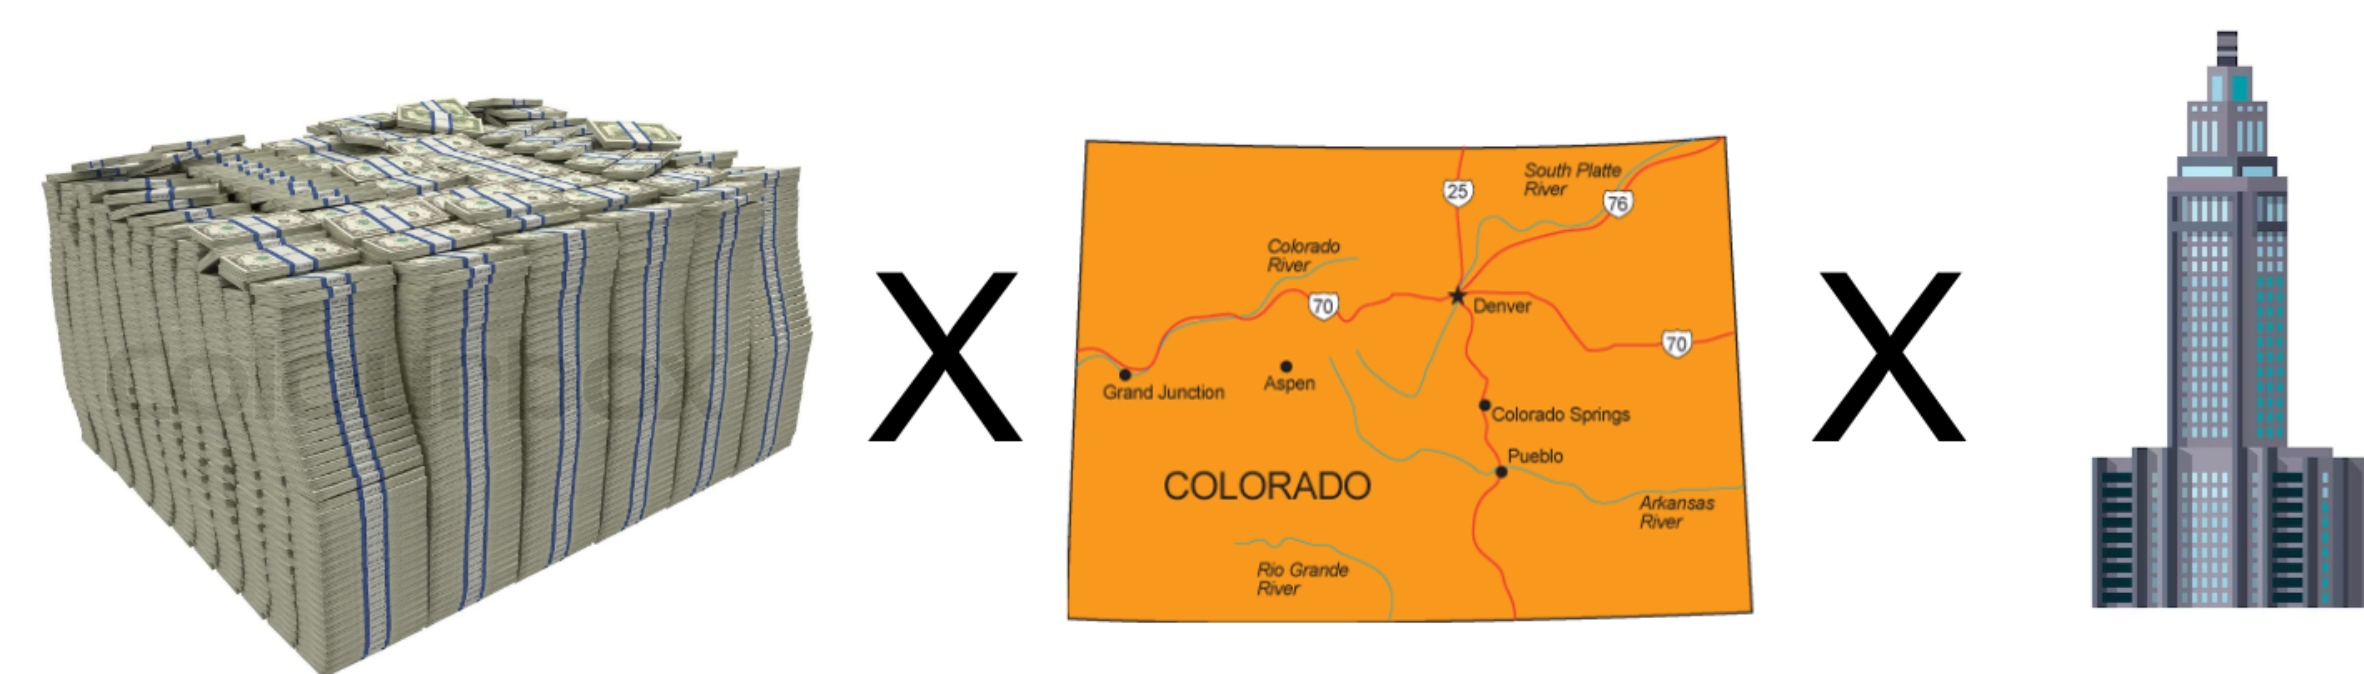 X
25
South Platte
River
76
Colorado
River
70
Denver
70
Grand Junction
Aspen
Colorado Springs
Pueblo
COLORADO
Arkansas
River
Rio Grande
River
X